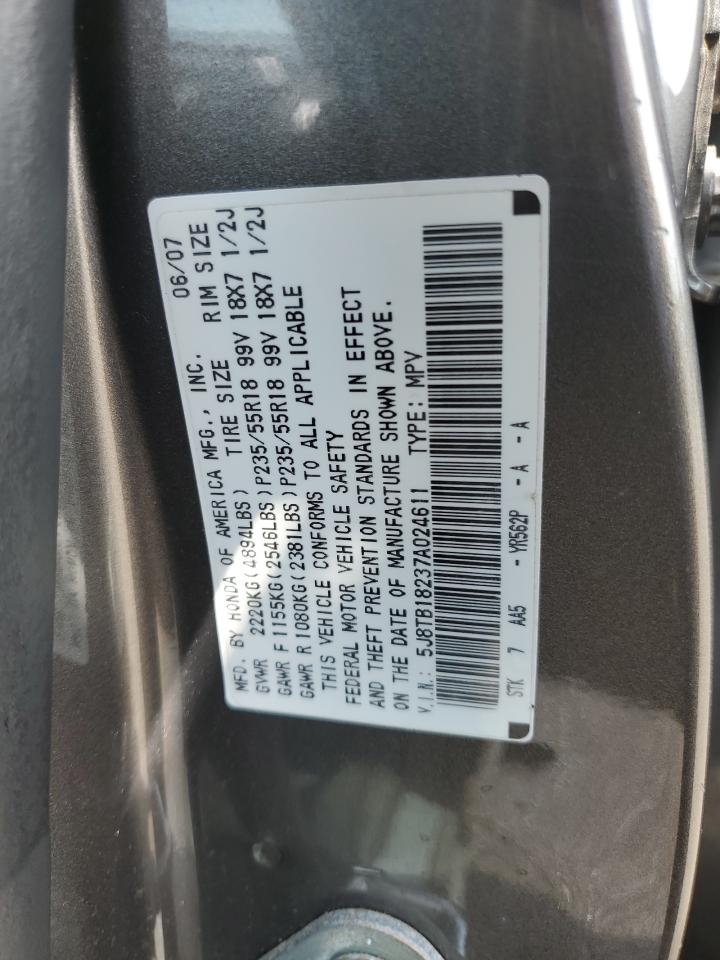 MFD. BY HONDA OF AMERICA MFG., INC. 06/07
GVWR 2220KG(4894LBS) TIRE SIZE RIM SIZE
GAWR F 1155KG(2546LBS)P235/55R18 99V 18X7 1/2J
GAWR R 1080KG(2381LBS)P235/55R18 99V 18X7 1/2J
THIS VEHICLE CONFORMS TO ALL APPLICABLE
FEDERAL MOTOR VEHICLE SAFETY
AND THEFT PREVENTION STANDARDS IN EFFECT
ON THE DATE OF MANUFACTURE SHOWN ABOVE.
V.I.N.: 5J8TB18237A024611 TYPE: MPV
STK 7 AA5 - YR562P - A - A